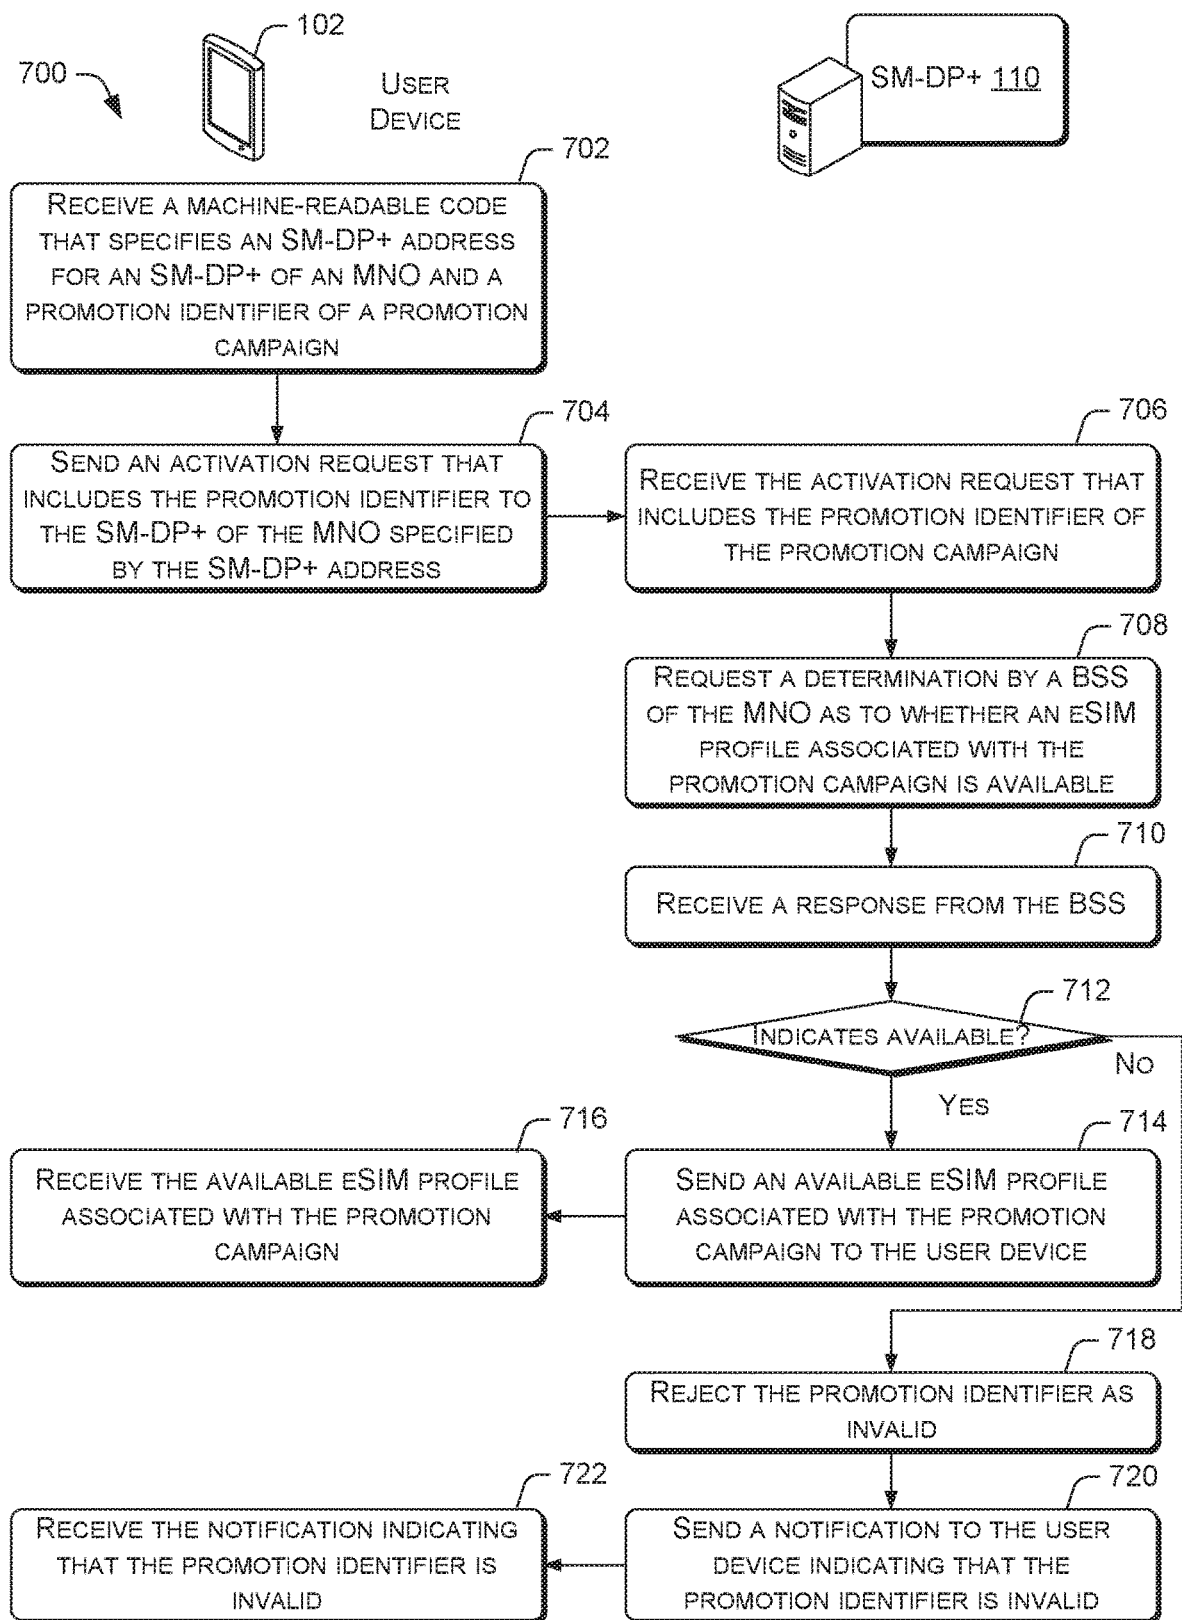 102
700
USER
DEVICE
SM-DP+ 110
702
RECEIVE A MACHINE-READABLE CODE
THAT SPECIFIES AN SM-DP+ ADDRESS
FOR AN SM-DP+ OF AN MNO AND A
PROMOTION IDENTIFIER OF A PROMOTION
CAMPAIGN
704
SEND AN ACTIVATION REQUEST THAT
INCLUDES THE PROMOTION IDENTIFIER TO
THE SM-DP+ OF THE MNO SPECIFIED
BY THE SM-DP+ ADDRESS
706
RECEIVE THE ACTIVATION REQUEST THAT
INCLUDES THE PROMOTION IDENTIFIER OF
THE PROMOTION CAMPAIGN
708
REQUEST A DETERMINATION BY A BSS
OF THE MNO AS TO WHETHER AN ESIM
PROFILE ASSOCIATED WITH THE
PROMOTION CAMPAIGN IS AVAILABLE
710
RECEIVE A RESPONSE FROM THE BSS
712
INDICATES AVAILABLE?
NO
YES
714
SEND AN AVAILABLE ESIM PROFILE
ASSOCIATED WITH THE PROMOTION
CAMPAIGN TO THE USER DEVICE
716
RECEIVE THE AVAILABLE ESIM PROFILE
ASSOCIATED WITH THE PROMOTION
CAMPAIGN
718
REJECT THE PROMOTION IDENTIFIER AS
INVALID
720
SEND A NOTIFICATION TO THE USER
DEVICE INDICATING THAT THE
PROMOTION IDENTIFIER IS INVALID
722
RECEIVE THE NOTIFICATION INDICATING
THAT THE PROMOTION IDENTIFIER IS
INVALID